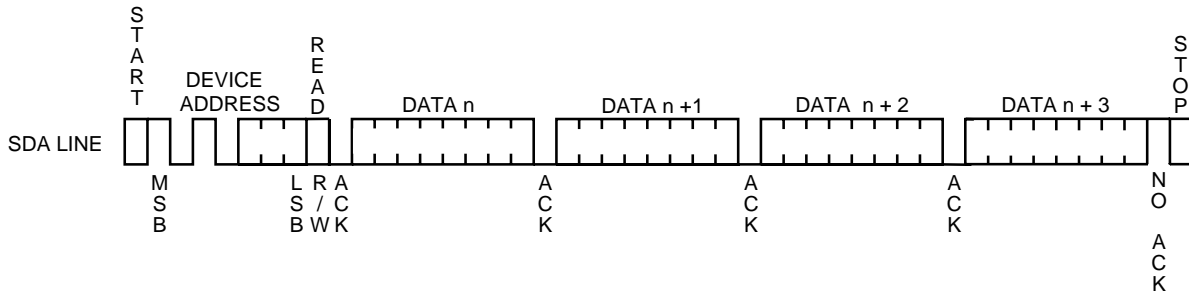 START
DEVICE
ADDRESS
READ
DATA n
DATA n +1
DATA n + 2
DATA n + 3
STOP
SDA LINE
MSB
LSB
R/W
ACK
ACK
ACK
ACK
NO ACK